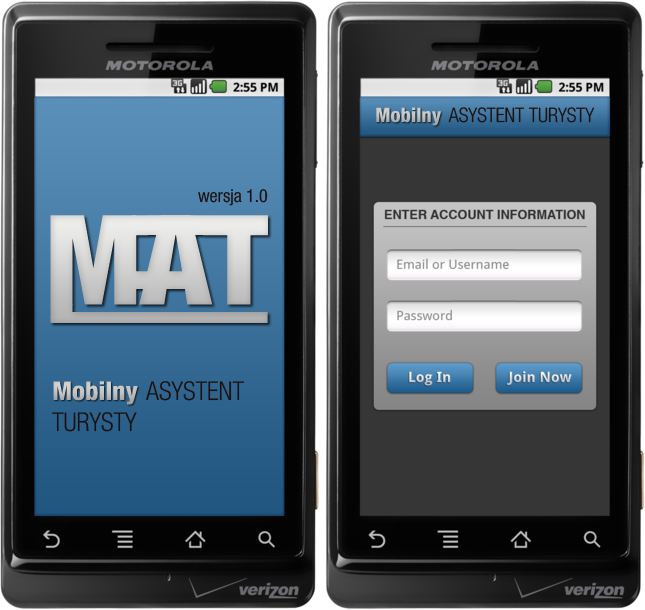 MOTOROLA
3G
2:55 PM
wersja 1.0
MAT
Mobilny ASYSTENT
TURYSTY
verizon
MOTOROLA
3G
2:55 PM
Mobilny ASYSTENT TURYSTY
ENTER ACCOUNT INFORMATION
Email or Username
Password
Log In
Join Now
verizon